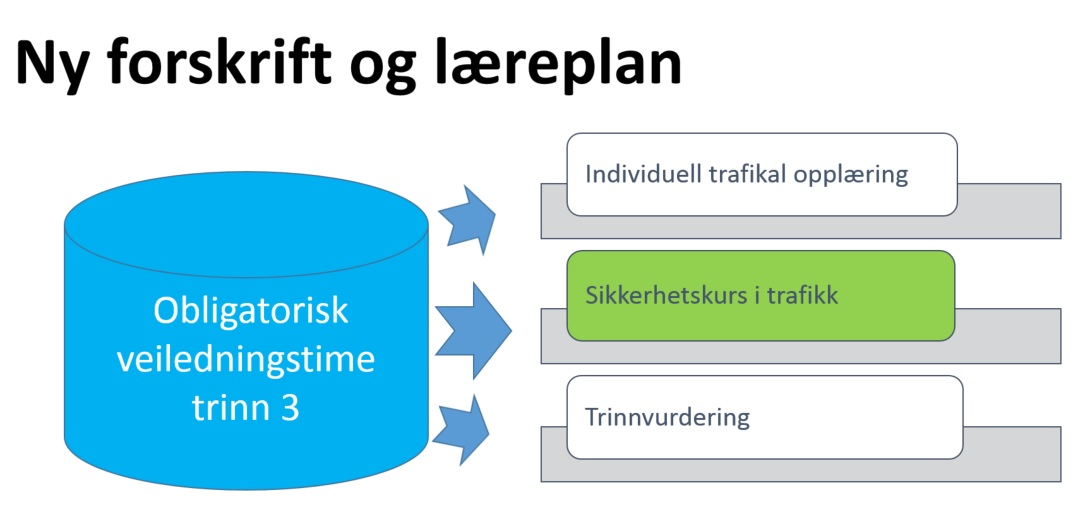 Ny forskrift og læreplan
Individuell trafikal opplæring
Sikkerhetskurs i trafikk
Obligatorisk
veiledningstime
trinn 3
Trinnvurdering